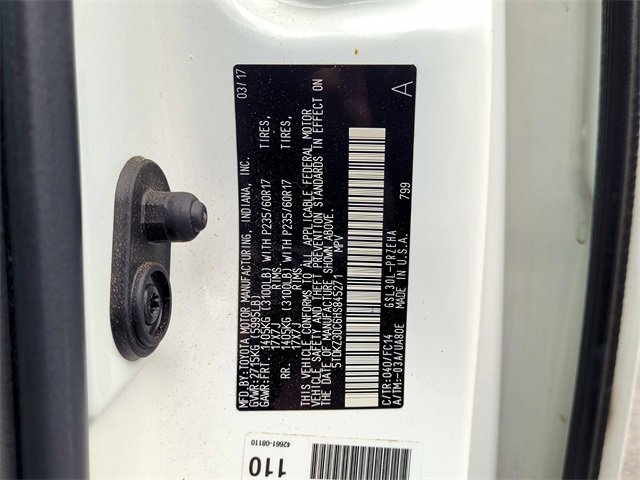 MFD.BY:TOYOTA MOTOR MANUFACTURING, INDIANA, INC. 03/17
GVWR:2715KG (5995LB)
GAWR:FRT. 1405KG (3100LB) WITH P235/60R17 TIRES,
17X7J RIMS
RR. 1405KG (3100LB) WITH P235/60R17 TIRES,
17X7J RIMS
THIS VEHICLE CONFORMS TO ALL APPLICABLE FEDERAL MOTOR
VEHICLE SAFETY AND THEFT PREVENTION STANDARDS IN EFFECT ON
THE DATE OF MANUFACTURE SHOWN ABOVE.
5TDKZ3DC6HS845271 MPV
C/TR:040/FC14 GSL30L-PRZEHA A
A/TM:-03A/UA80E MADE IN U.S.A. 799
42661-08110
110